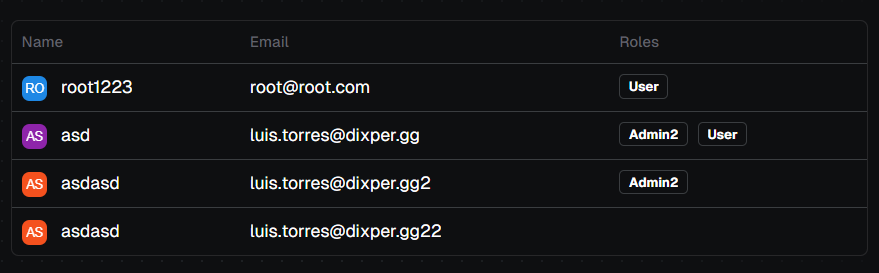 Name Email Roles
RO root1223 root@root.com User
AS asd luis.torres@dixper.gg Admin2 User
AS asdasd luis.torres@dixper.gg2 Admin2
AS asdasd luis.torres@dixper.gg22